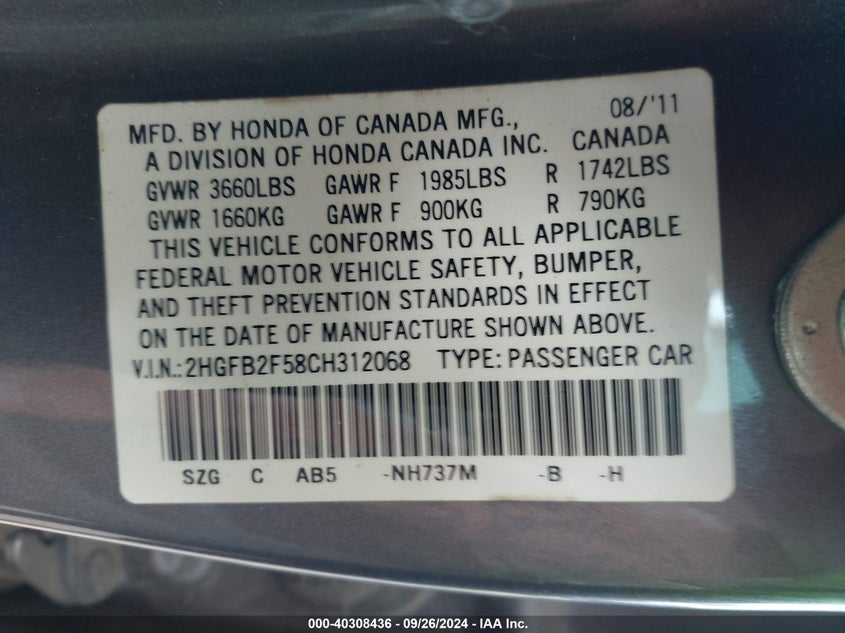 08/'11
MFD. BY HONDA OF CANADA MFG.,
A DIVISION OF HONDA CANADA INC. CANADA
GVWR 3660LBS GAWR F 1985LBS R 1742LBS
GVWR 1660KG GAWR F 900KG R 790KG
THIS VEHICLE CONFORMS TO ALL APPLICABLE
FEDERAL MOTOR VEHICLE SAFETY, BUMPER,
AND THEFT PREVENTION STANDARDS IN EFFECT
ON THE DATE OF MANUFACTURE SHOWN ABOVE.
V.I.N.: 2HGFB2F58CH312068 TYPE: PASSENGER CAR
SZG C AB5 -NH737M -B -H
000-40308436 - 09/26/2024 - IAA Inc.